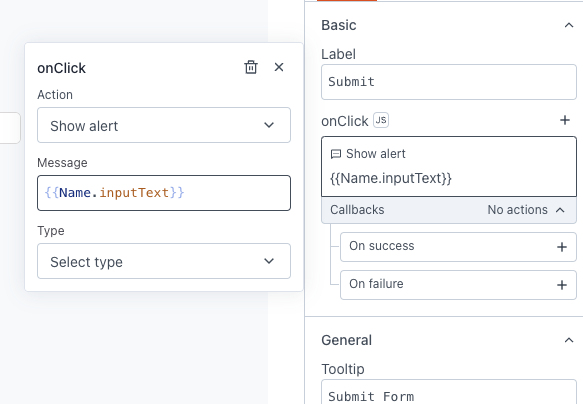 onClick
Action
Show alert
Message
{{Name.inputText}}
Type
Select type
Basic
Label
Submit
onClick JS
Show alert
{{Name.inputText}}
Callbacks No actions
On success
On failure
General
Tooltip
Submit Form